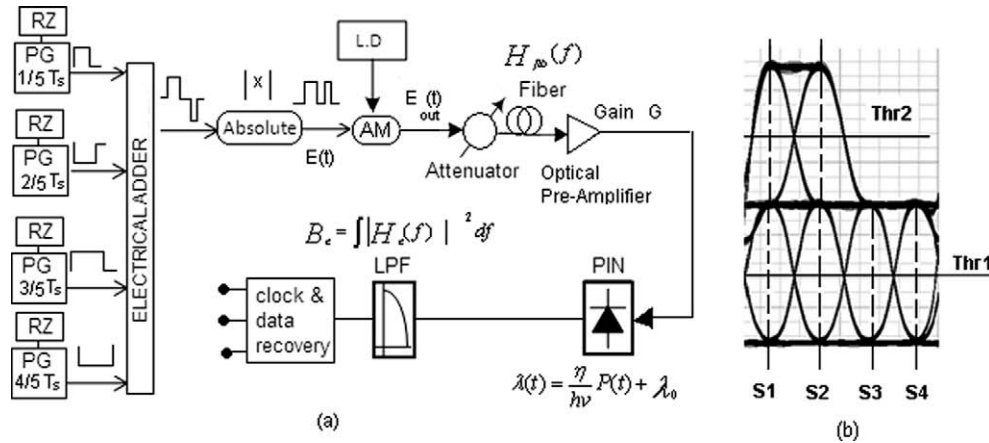 RZ
PG
1/5 Ts
RZ
PG
2/5 Ts
RZ
PG
3/5 Ts
RZ
PG
4/5 Ts
ELECTRICAL ADDER
|x|
Absolute
E(t)
L.D
AM
E (t)
out
Attenuator
H_fib(f)
Fiber
Gain G
Optical
Pre-Amplifier
B_e = ∫|H_e(f)|² df
clock &
data
recovery
LPF
PIN
λ(t) = η/hν P(t) + λ₀
(a)
Thr2
Thr1
S1 S2 S3 S4
(b)